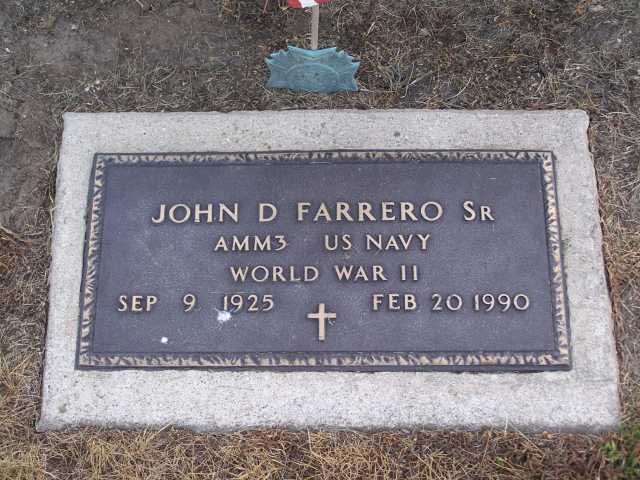 JOHN D FARRERO SR
AMM3 US NAVY
WORLD WAR II
SEP 9 1925 FEB 20 1990